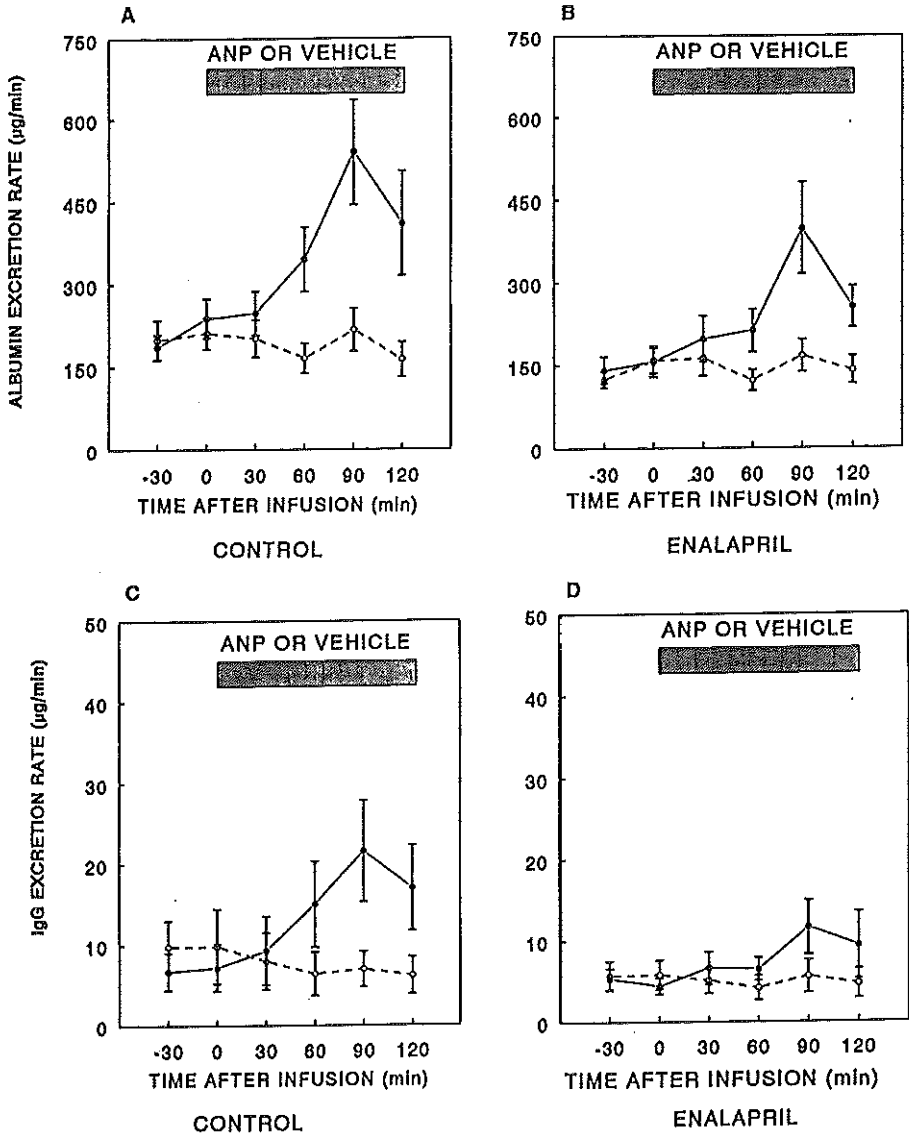 A
ALBUMIN EXCRETION RATE (µg/min)
750
600
450
300
150
0
ANP OR VEHICLE
-30 0 30 60 90 120
TIME AFTER INFUSION (min)
CONTROL
B
750
600
450
300
150
0
ANP OR VEHICLE
-30 0 30 60 90 120
TIME AFTER INFUSION (min)
ENALAPRIL
C
IgG EXCRETION RATE (µg/min)
50
40
30
20
10
0
ANP OR VEHICLE
-30 0 30 60 90 120
TIME AFTER INFUSION (min)
CONTROL
D
50
40
30
20
10
0
ANP OR VEHICLE
-30 0 30 60 90 120
TIME AFTER INFUSION (min)
ENALAPRIL